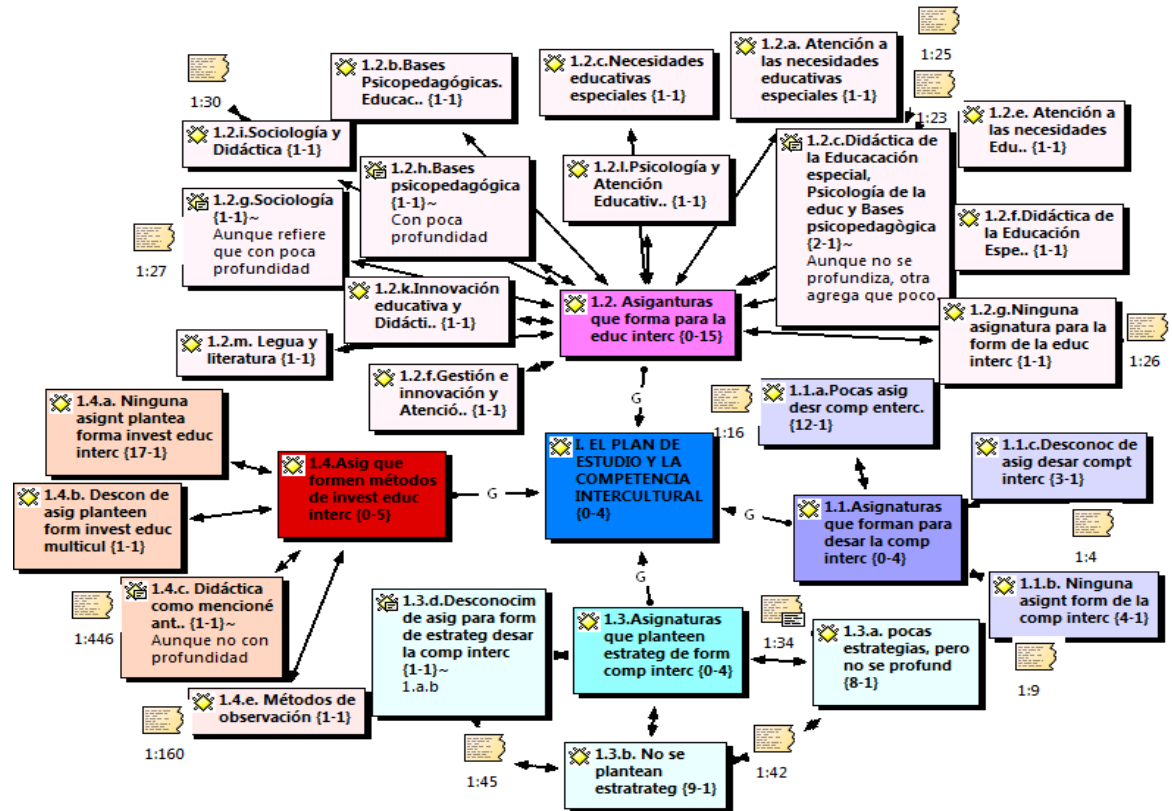 1:30
1.2.b.Bases
Psicopedagógicas.
Educac.. {1-1}
1.2.c.Necesidades
educativas
especiales {1-1}
1.2.a. Atención a
las necesidades
educativas
especiales {1-1}
1:25
1:23
1.2.e. Atención a
las necesidades
Edu.. {1-1}
1.2.i.Sociología y
Didáctica {1-1}
1.2.h.Bases
psicopedagógica
{1-1}~
Con poca
profundidad
1.2.l.Psicología y
Atención
Educativ.. {1-1}
1.2.c.Didáctica de
la Educacación
especial,
Psicología de la
educ y Bases
psicopedagògica
{2-1}~
Aunque no se
profundiza, otra
agrega que poco.
1.2.f.Didáctica de
la Educación
Espe.. {1-1}
1.2.g.Sociología
{1-1}~
Aunque refiere
que con poca
profundidad
1:27
1.2.k.Innovación
educativa y
Didácti.. {1-1}
1.2. Asiganturas
que forma para la
educ interc {0-15}
1.2.g.Ninguna
asignatura para la
form de la educ
interc {1-1}
1:26
1.2.m. Legua y
literatura {1-1}
1.2.f.Gestión e
innovación y
Atenció.. {1-1}
G
1:16
1.1.a.Pocas asig
desr comp enterc.
{12-1}
1.4.a. Ninguna
asignt plantea
forma invest educ
interc {17-1}
1.4.Asig que
formen métodos
de invest educ
interc {0-5}
G
I. EL PLAN DE
ESTUDIO Y LA
COMPETENCIA
INTERCULTURAL
{0-4}
1.1.c.Desconoc de
asig desar compt
interc {3-1}
1.4.b. Descon de
asig planteen
form invest educ
multicul {1-1}
G
1.1.Asignaturas
que forman para
desar la comp
interc {0-4}
1:4
1.4.c. Didáctica
como mencioné
ant.. {1-1}~
Aunque no con
profundidad
1:446
G
1.3.d.Desconocim
de asig para form
de estrateg desar
la comp interc
{1-1}~
1.a.b
1.3.Asignaturas
que planteen
estrateg de form
comp interc {0-4}
1:34
1.3.a. pocas
estrategias, pero
no se profund
{8-1}
1.1.b. Ninguna
asignt form de la
comp interc {4-1}
1:9
1.4.e. Métodos de
observación {1-1}
1:160
1:45
1.3.b. No se
plantean
estratrateg {9-1}
1:42